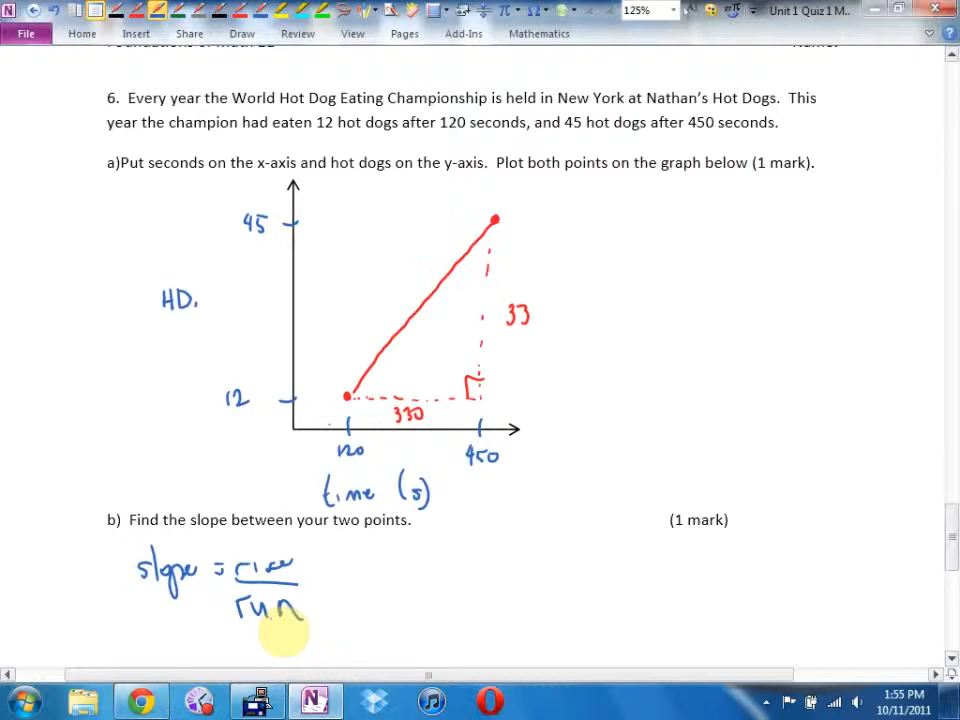 125%
Unit 1 Quiz 1 M..
File Home Insert Share Draw Review View Pages Add-Ins Mathematics
6. Every year the World Hot Dog Eating Championship is held in New York at Nathan's Hot Dogs. This
year the champion had eaten 12 hot dogs after 120 seconds, and 45 hot dogs after 450 seconds.
a)Put seconds on the x-axis and hot dogs on the y-axis. Plot both points on the graph below (1 mark).
45
HD.
33
12
330
120 450
time (s)
b) Find the slope between your two points. (1 mark)
slope = rise
run
1:55 PM
10/11/2011